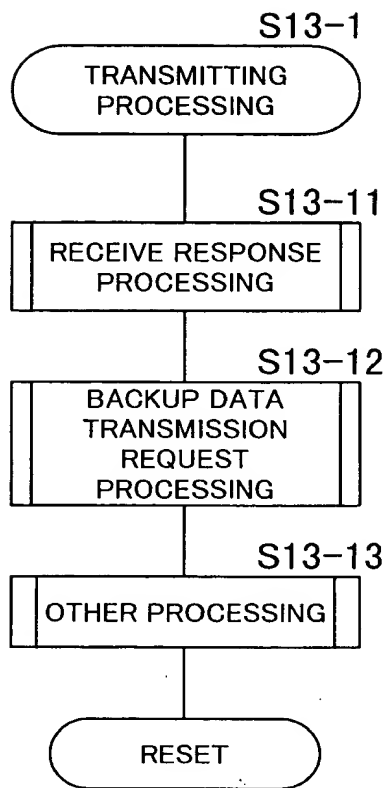 S13-1
TRANSMITTING
PROCESSING
S13-11
RECEIVE RESPONSE
PROCESSING
S13-12
BACKUP DATA
TRANSMISSION
REQUEST
PROCESSING
S13-13
OTHER PROCESSING
RESET